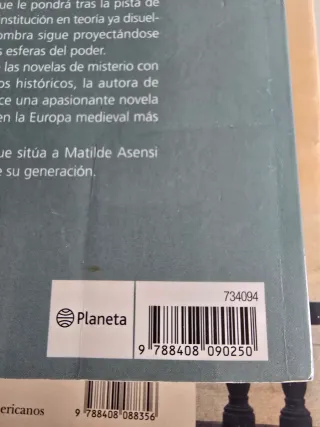 ue le pondrá tras la pista de
institución en teoría ya disuel-
ombra sigue proyectándose
s esferas del poder.
e las novelas de misterio con
os históricos, la autora de
ce una apasionante novela
en la Europa medieval más
ue sitúa a Matilde Asensi
e su generación.
734094
Planeta
9 788408 090250
ericanos
9 788408 088356